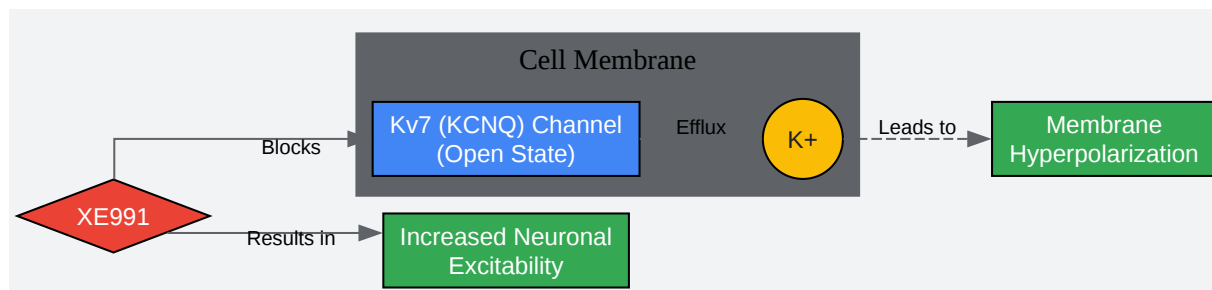 Cell Membrane
Kv7 (KCNQ) Channel
(Open State)
Efflux
K+
Leads to
Membrane
Hyperpolarization
Blocks
XE991
Results in
Increased Neuronal
Excitability